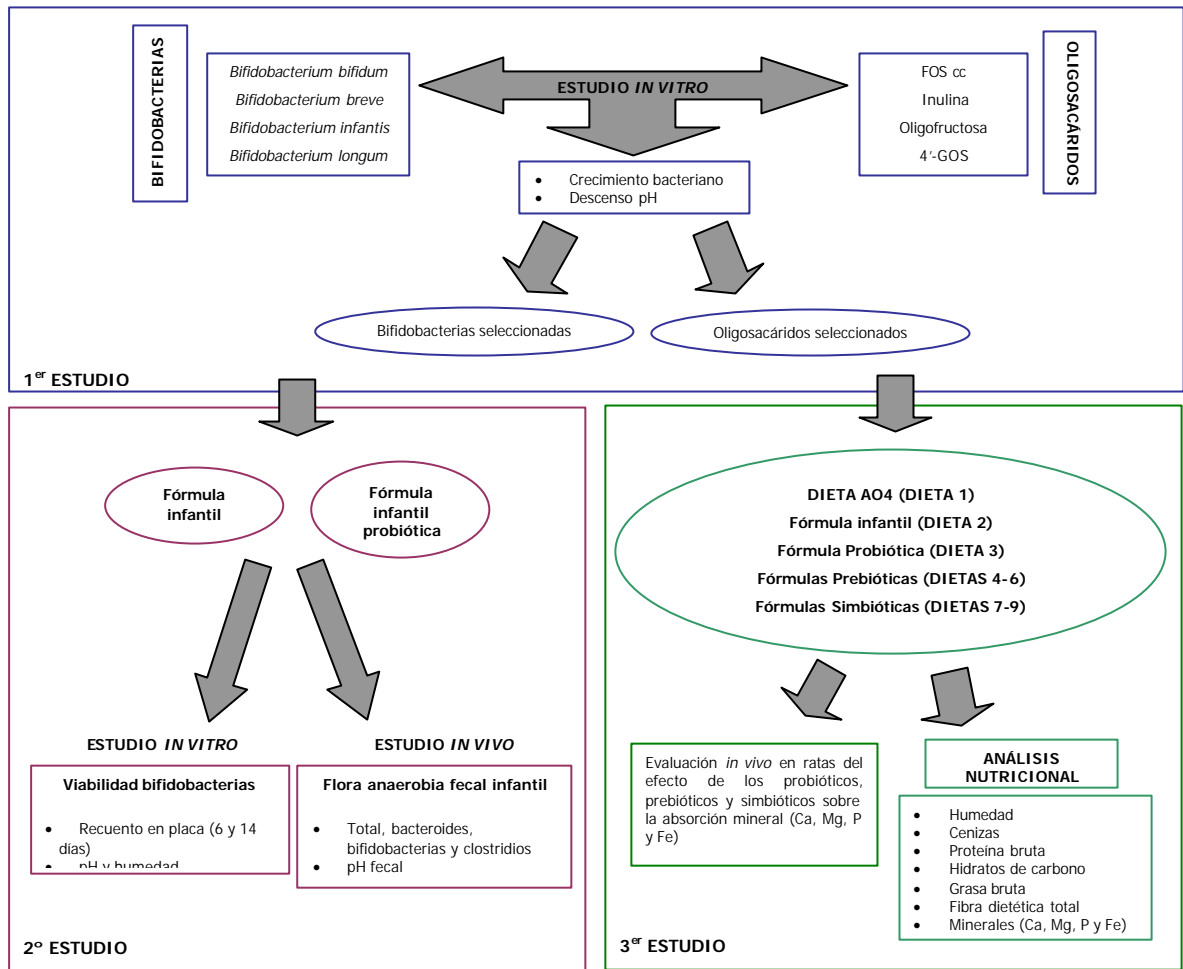 BIFIDOBACTERIAS
Bifidobacterium bifidum
Bifidobacterium breve
Bifidobacterium infantis
Bifidobacterium longum
ESTUDIO IN VITRO
FOS cc
Inulina
Oligofructosa
4’-GOS
OLIGOSACÁRIDOS
• Crecimiento bacteriano
• Descenso pH
Bifidobacterias seleccionadas
Oligosacáridos seleccionados
1er ESTUDIO
Fórmula
infantil
Fórmula
infantil
probiótica
ESTUDIO IN VITRO
Viabilidad bifidobacterias
• Recuento en placa (6 y 14
días)
• pH y humedad
ESTUDIO IN VIVO
Flora anaerobia fecal infantil
• Total, bacteroides,
bifidobacterias y clostridios
• pH fecal
2º ESTUDIO
DIETA AO4 (DIETA 1)
Fórmula infantil (DIETA 2)
Fórmula Probiótica (DIETA 3)
Fórmulas Prebióticas (DIETAS 4-6)
Fórmulas Simbióticas (DIETAS 7-9)
Evaluación in vivo en ratas del
efecto de los probióticos,
prebióticos y simbióticos sobre
la absorción mineral (Ca, Mg, P
y Fe)
ANÁLISIS
NUTRICIONAL
• Humedad
• Cenizas
• Proteína bruta
• Hidratos de carbono
• Grasa bruta
• Fibra dietética total
• Minerales (Ca, Mg, P y Fe)
3er ESTUDIO